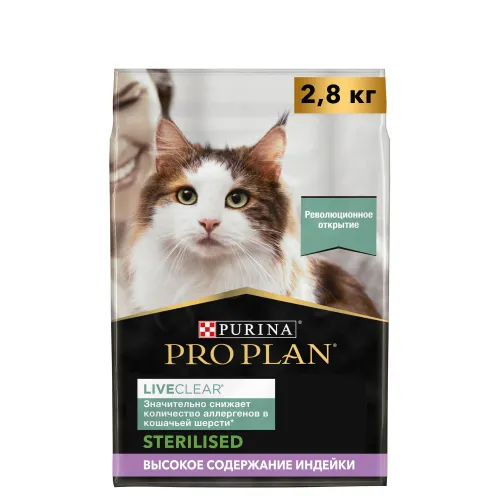 2,8 кг
Революционное
открытие
PURINA
PRO PLAN®
LIVECLEAR®
Значительно снижает
количество аллергенов в
кошачьей шерсти*
STERILISED
ВЫСОКОЕ СОДЕРЖАНИЕ ИНДЕЙКИ